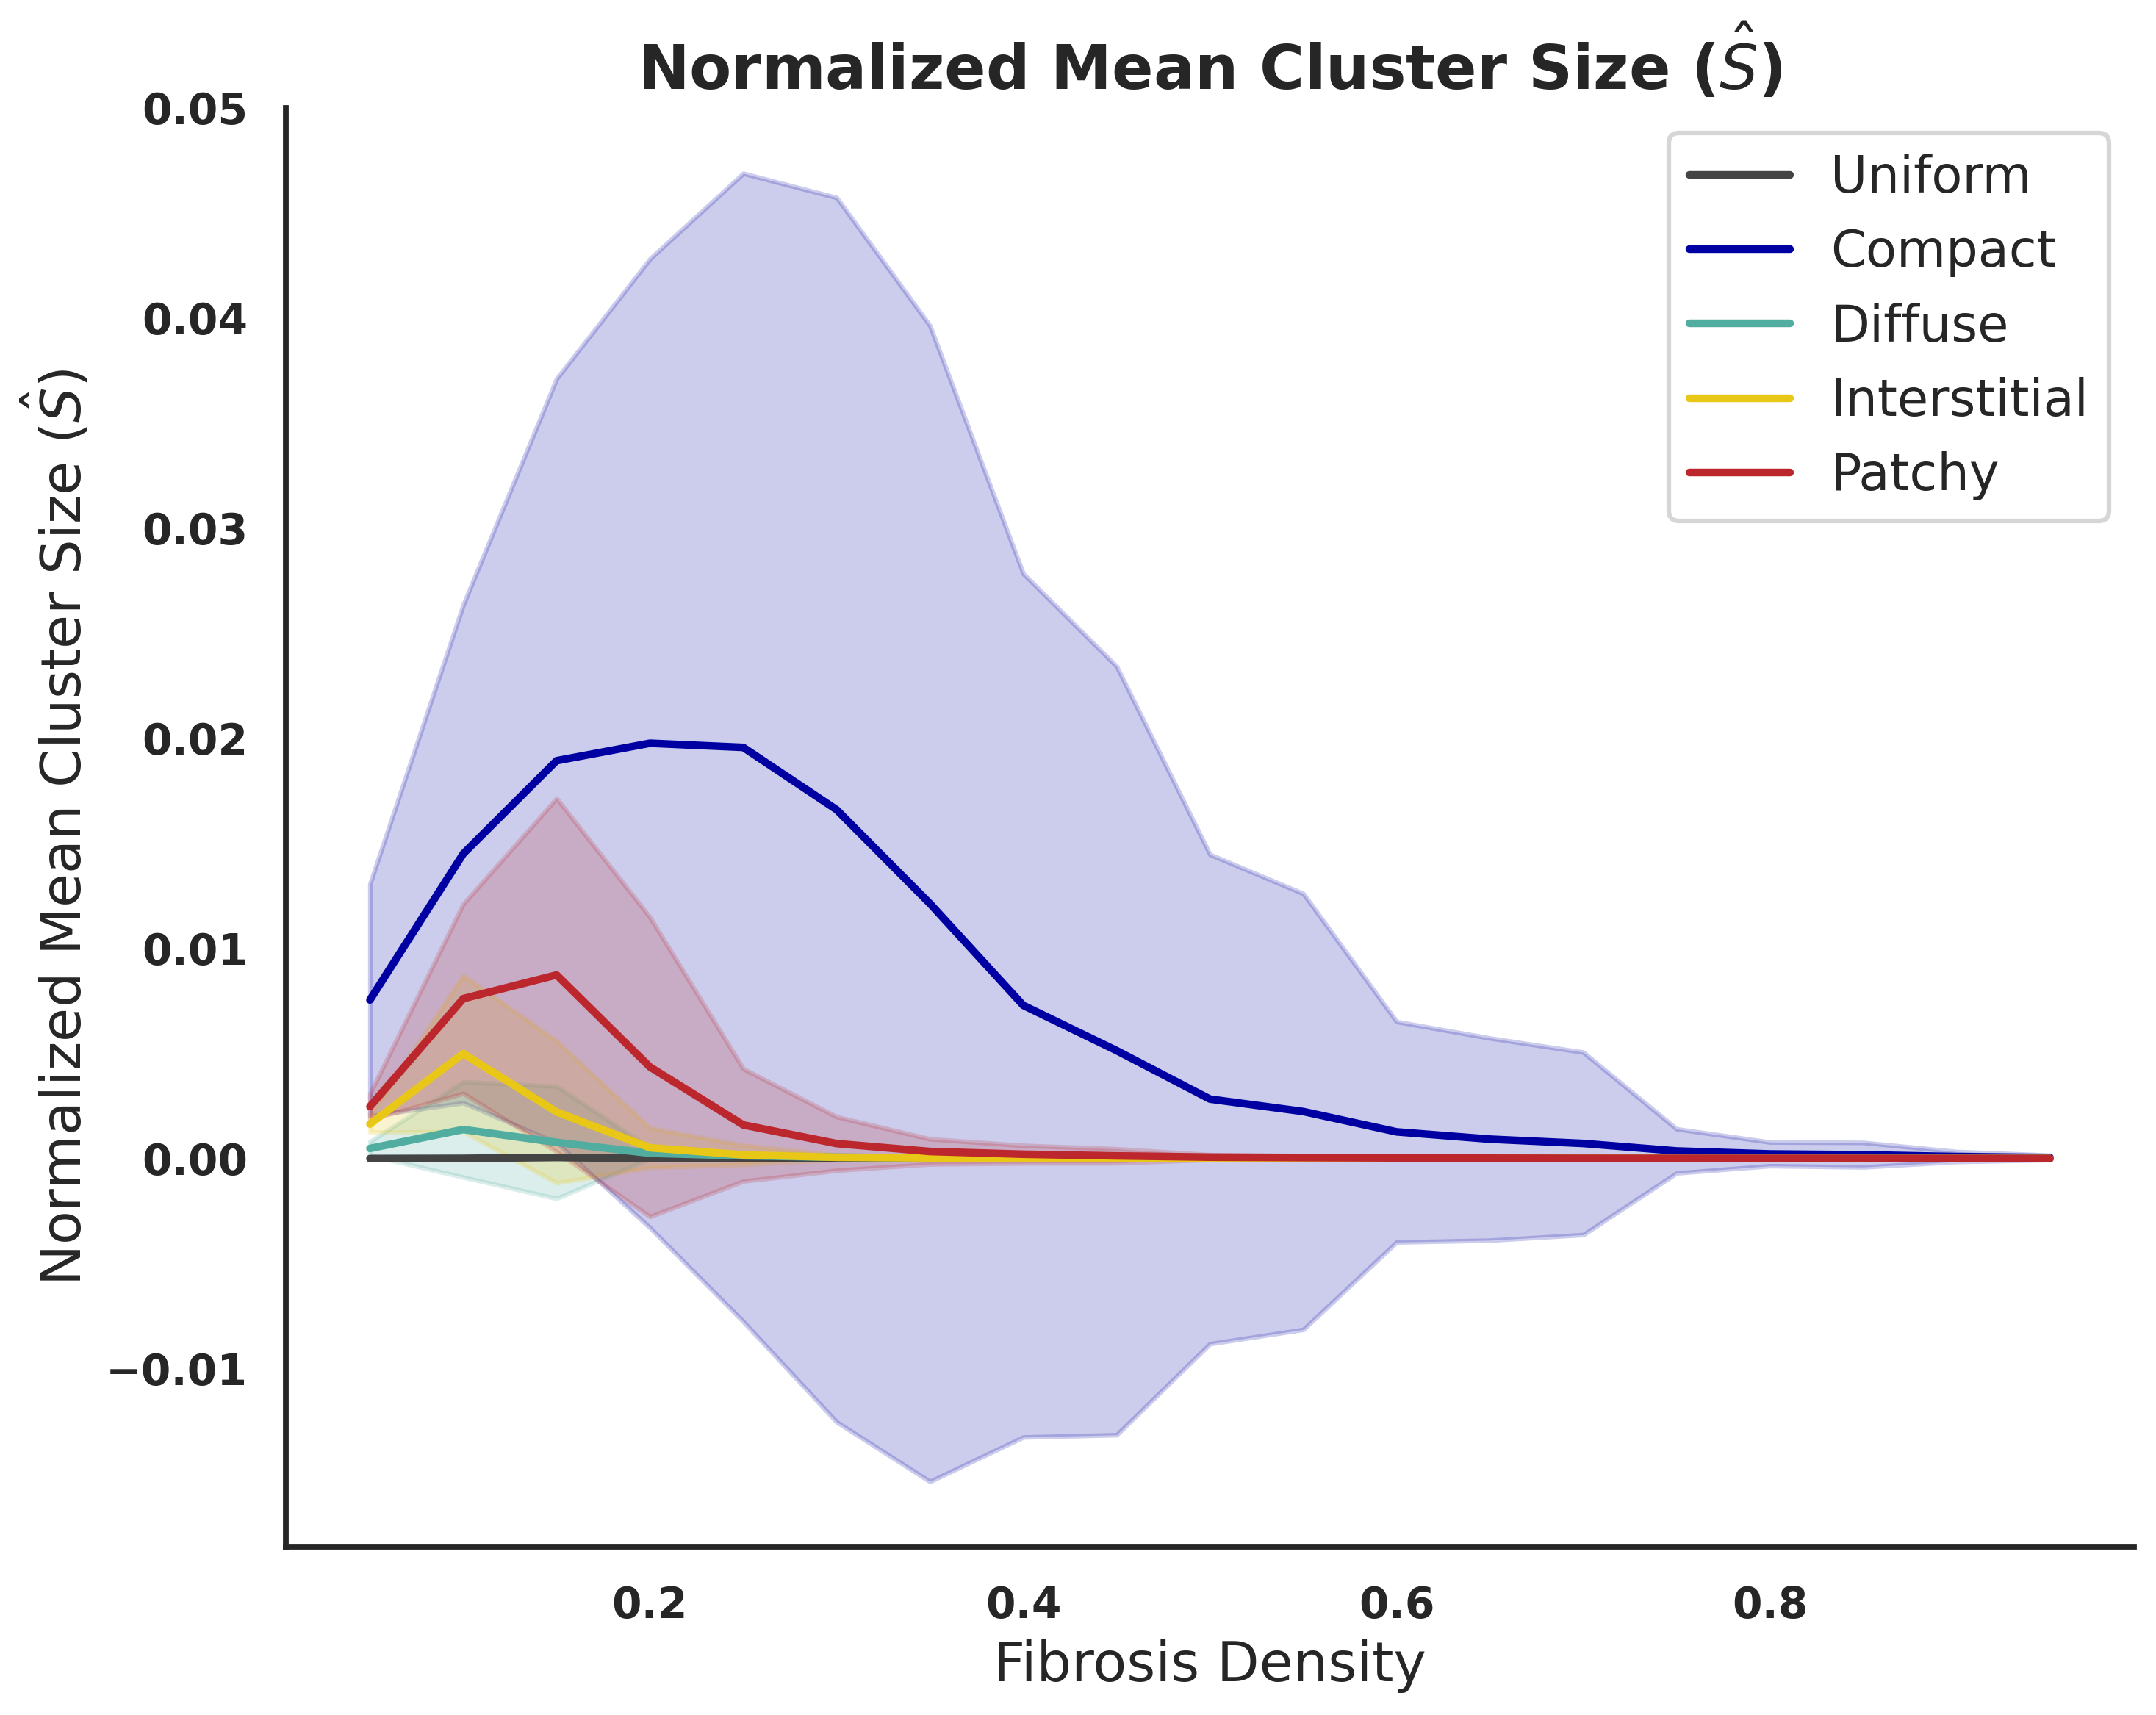 Normalized Mean Cluster Size (Ŝ)
Normalized Mean Cluster Size (Ŝ)
0.05
0.04
0.03
0.02
0.01
0.00
−0.01
Uniform
Compact
Diffuse
Interstitial
Patchy
0.2 0.4 0.6 0.8
Fibrosis Density